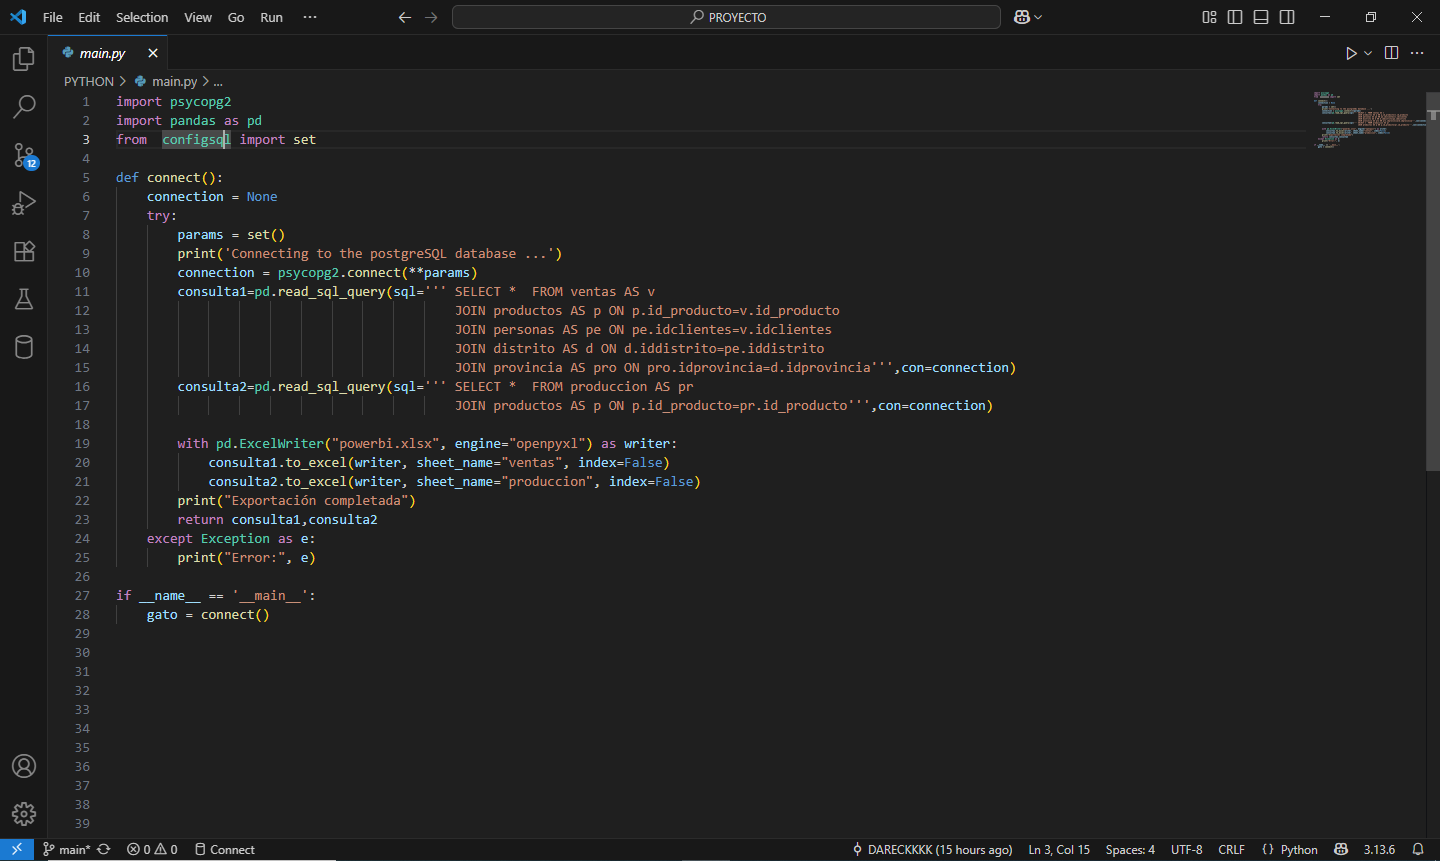 File Edit Selection View Go Run ··· PROYECTO
main.py
PYTHON > main.py > ...
1 import psycopg2
2 import pandas as pd
3 from  configsql import set
4
5 def connect():
6     connection = None
7     try:
8         params = set()
9         print('Connecting to the postgreSQL database ...')
10         connection = psycopg2.connect(**params)
11         consulta1=pd.read_sql_query(sql=''' SELECT *  FROM ventas AS v
12                                             JOIN productos AS p ON p.id_producto=v.id_producto
13                                             JOIN personas AS pe ON pe.idclientes=v.idclientes
14                                             JOIN distrito AS d ON d.iddistrito=pe.iddistrito
15                                             JOIN provincia AS pro ON pro.idprovincia=d.idprovincia''',con=connection)
16         consulta2=pd.read_sql_query(sql=''' SELECT *  FROM produccion AS pr
17                                             JOIN productos AS p ON p.id_producto=pr.id_producto''',con=connection)
18
19         with pd.ExcelWriter("powerbi.xlsx", engine="openpyxl") as writer:
20             consulta1.to_excel(writer, sheet_name="ventas", index=False)
21             consulta2.to_excel(writer, sheet_name="produccion", index=False)
22         print("Exportación completada")
23         return consulta1,consulta2
24     except Exception as e:
25         print("Error:", e)
26
27 if __name__ == '__main__':
28     gato = connect()
29
30
31
32
33
34
35
36
37
38
39
12
main* 0 0 Connect DARECKKKK (15 hours ago) Ln 3, Col 15 Spaces: 4 UTF-8 CRLF {} Python 3.13.6